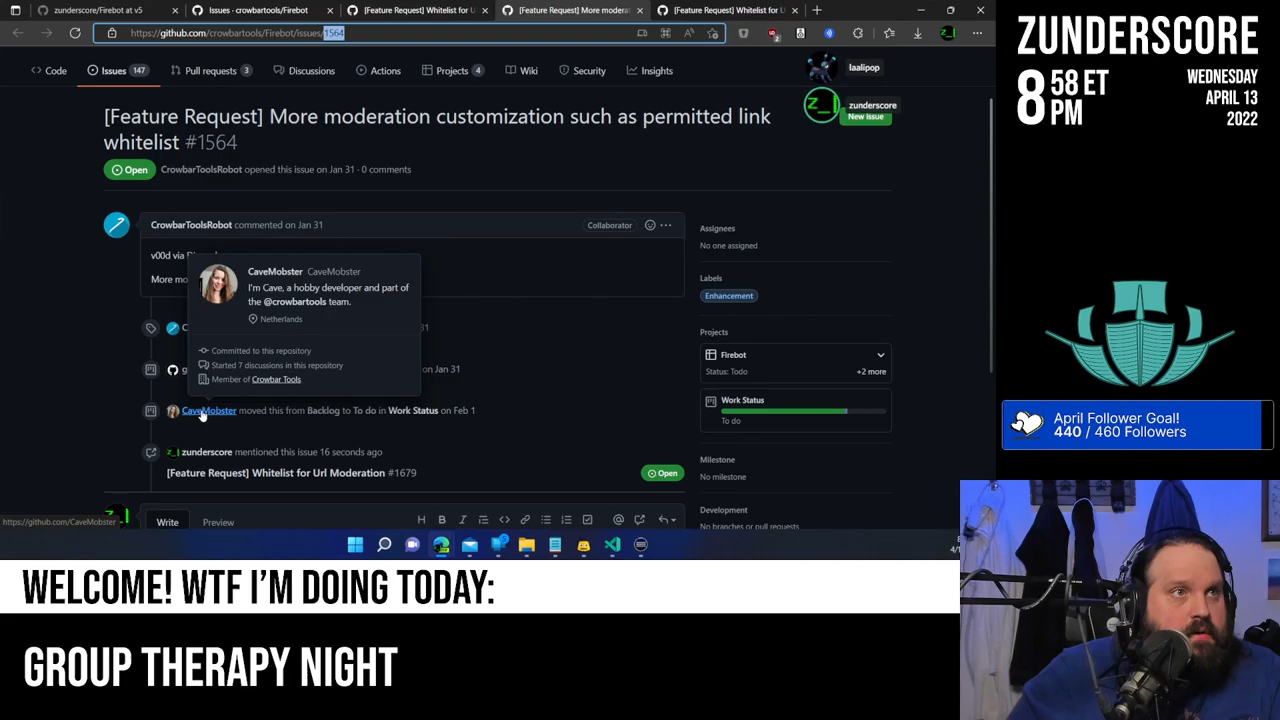 zunderscore/Firebot at v5
Issues · crowbartools/Firebot
[Feature Request] Whitelist for U
[Feature Request] More moderat
[Feature Request] Whitelist for U
https://github.com/crowbartools/Firebot/issues/1564
Code
Issues 147
Pull requests 3
Discussions
Actions
Projects 4
Wiki
Security
Insights
laalipop
zunderscore
New issue
[Feature Request] More moderation customization such as permitted link
whitelist #1564
Open
CrowbarToolsRobot opened this issue on Jan 31 · 0 comments
CrowbarToolsRobot commented on Jan 31
Collaborator
v00d via
More mo
CaveMobster CaveMobster
I'm Cave, a hobby developer and part of
the @crowbartools team.
Netherlands
Committed to this repository
Started 7 discussions in this repository
Member of Crowbar Tools
31
on Jan 31
CaveMobster moved this from Backlog to To do in Work Status on Feb 1
zunderscore mentioned this issue 16 seconds ago
[Feature Request] Whitelist for Url Moderation #1679
Open
Write
Preview
https://github.com/CaveMobster
Assignees
No one assigned
Labels
Enhancement
Projects
Firebot
Status: Todo
+2 more
Work Status
To do
Milestone
No milestone
Development
No branches or pull requests
ZUNDERSCORE
8 58 ET
PM
WEDNESDAY
APRIL 13
2022
April Follower Goal!
440 / 460 Followers
WELCOME! WTF I'M DOING TODAY:
GROUP THERAPY NIGHT